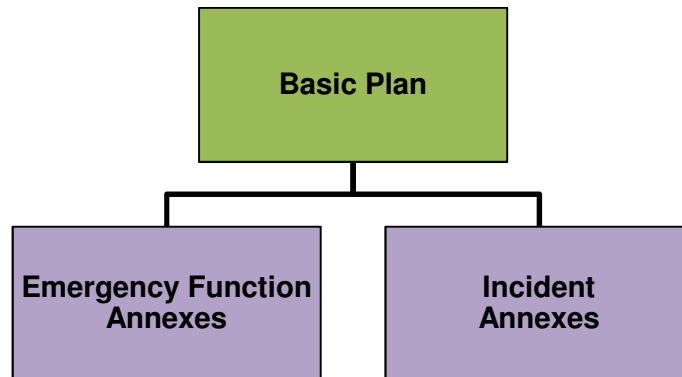 Basic Plan
Emergency Function
Annexes
Incident
Annexes